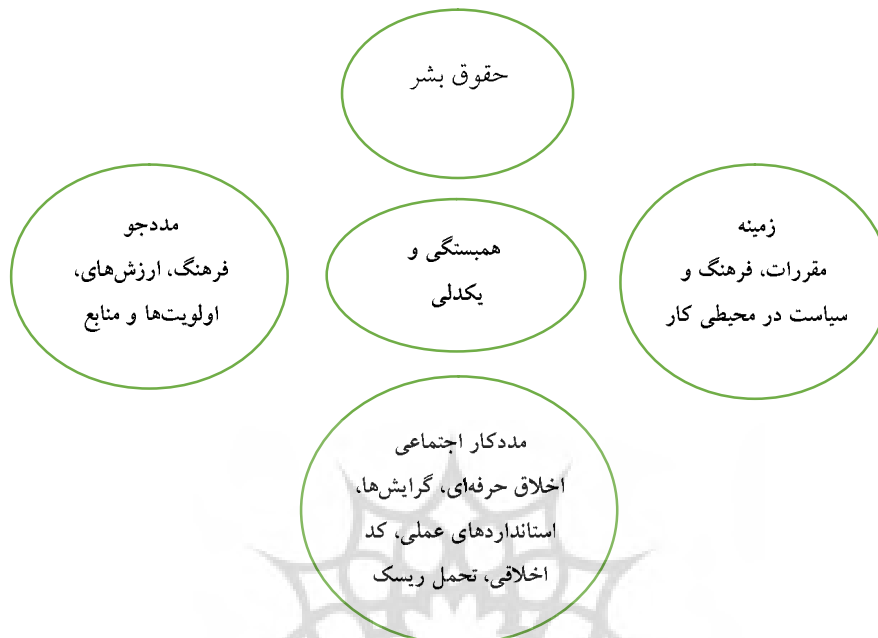 حقوق بشر
زمینه
مقررات، فرهنگ و
سیاست در محیطی کار
همبستگی و
یکدلی
مددجو
فرهنگ، ارزش‌های،
اولویت‌ها و منابع
مددکار اجتماعی
اخلاق حرفه‌ای، گرایش‌ها،
استانداردهای عملی، کد
اخلاقی، تحمل ریسک